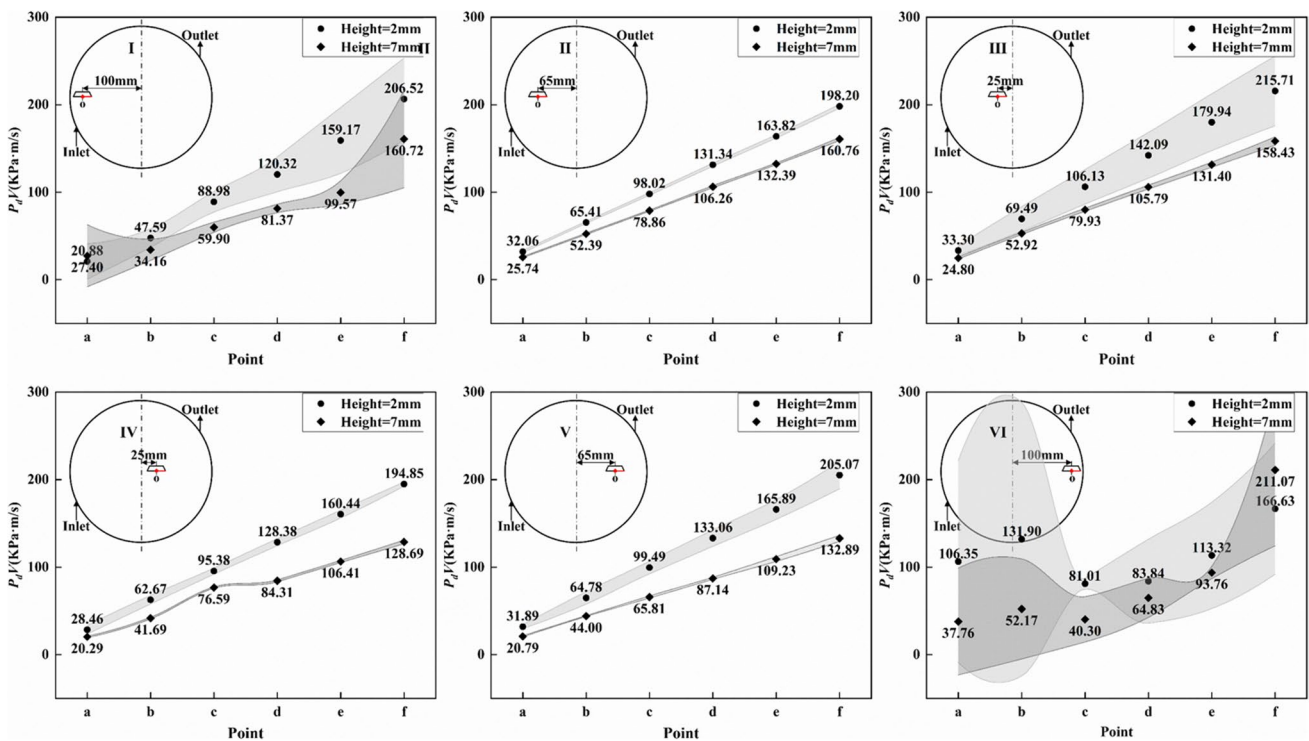 300
200
100
0
PdV(KPa·m/s)
I
Outlet
Height=2mm
Height=7mm
II
100mm
o
Inlet
20.88
27.40
47.59
34.16
88.98
59.90
120.32
81.37
159.17
99.57
206.52
160.72
a b c d e f
Point
300
200
100
0
PdV(KPa·m/s)
II
Outlet
Height=2mm
Height=7mm
65mm
o
Inlet
32.06
25.74
65.41
52.39
98.02
78.86
131.34
106.26
163.82
132.39
198.20
160.76
a b c d e f
Point
300
200
100
0
PdV(KPa·m/s)
III
Outlet
Height=2mm
Height=7mm
25mm
o
Inlet
33.30
24.80
69.49
52.92
106.13
79.93
142.09
105.79
179.94
131.40
215.71
158.43
a b c d e f
Point
300
200
100
0
PdV(KPa·m/s)
IV
Outlet
Height=2mm
Height=7mm
25mm
o
Inlet
28.46
20.29
62.67
41.69
95.38
76.59
128.38
84.31
160.44
106.41
194.85
128.69
a b c d e f
Point
300
200
100
0
PdV(KPa·m/s)
V
Outlet
Height=2mm
Height=7mm
65mm
o
Inlet
31.89
20.79
64.78
44.00
99.49
65.81
133.06
87.14
165.89
109.23
205.07
132.89
a b c d e f
Point
300
200
100
0
PdV(KPa·m/s)
VI
Outlet
Height=2mm
Height=7mm
100mm
o
Inlet
106.35
37.76
131.90
52.17
81.01
40.30
83.84
64.83
113.32
93.76
211.07
166.63
a b c d e f
Point